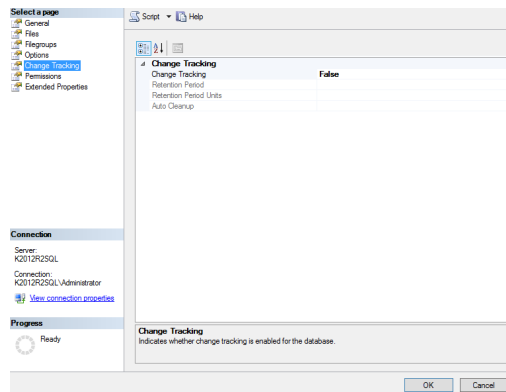 Select a page
General
Files
Filegroups
Options
Change Tracking
Permissions
Extended Properties
Script Help
Change Tracking
Change Tracking False
Retention Period
Retention Period Units
Auto Cleanup
Connection
Server:
K2012R2SQL
Connection:
K2012R2SQL\Administrator
View connection properties
Progress
Ready
Change Tracking
Indicates whether change tracking is enabled for the database.
OK Cancel